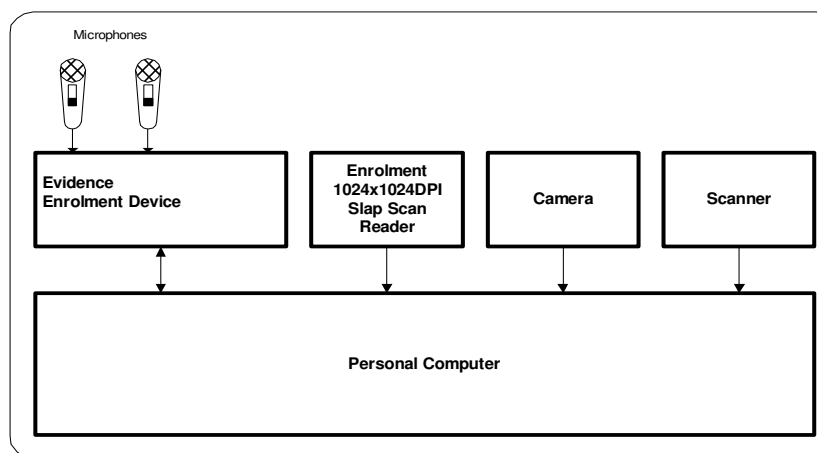 Microphones
Evidence
Enrolment Device
Enrolment
1024x1024DPI
Slap Scan
Reader
Camera
Scanner
Personal Computer